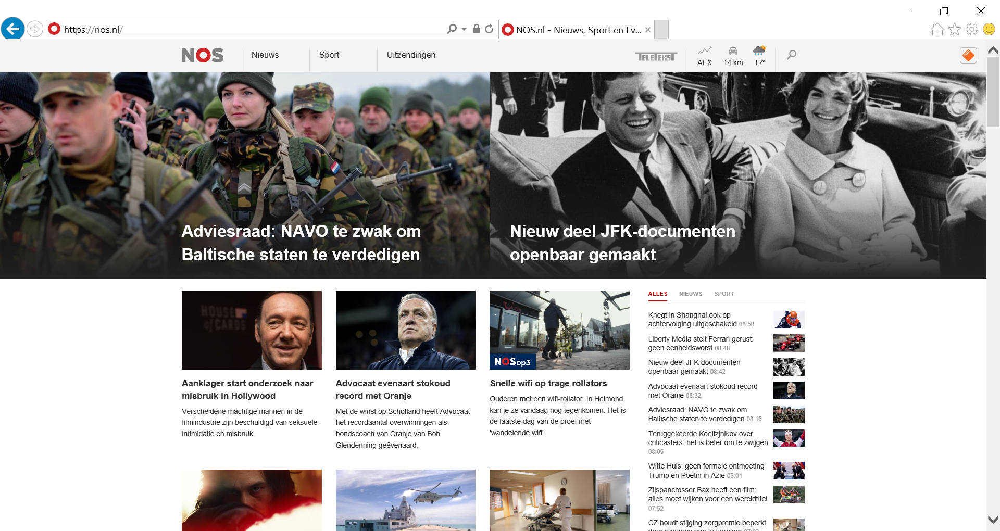 https://nos.nl/
NOS.nl - Nieuws, Sport en Ev...
NOS
Nieuws
Sport
Uitzendingen
TELETEKST
AEX
14 km
12°
Adviesraad: NAVO te zwak om
Baltische staten te verdedigen
Nieuw deel JFK-documenten
openbaar gemaakt
HOUSE
of CARDS
Aanklager start onderzoek naar
misbruik in Hollywood
Verscheidene machtige mannen in de
filmindustrie zijn beschuldigd van seksuele
intimidatie en misbruik.
Advocaat evenaart stokoud
record met Oranje
Met de winst op Schotland heeft Advocaat
het recordaantal overwinningen als
bondscoach van Oranje van Bob
Glendenning geëvenaard.
TUI
NOSop3
Snelle wifi op trage rollators
Ouderen met een wifi-rollator. In Helmond
kan je ze vandaag nog tegenkomen. Het is
de laatste dag van de proef met
'wandelende wifi'.
ALLES
NIEUWS
SPORT
Knegt in Shanghai ook op
achtervolging uitgeschakeld 08:58
Liberty Media stelt Ferrari gerust:
geen eenheidsworst 08:48
Nieuw deel JFK-documenten
openbaar gemaakt 08:42
Advocaat evenaart stokoud record
met Oranje 08:32
Adviesraad: NAVO te zwak om
Baltische staten te verdedigen 08:16
Teruggekeerde Koelizjnikov over
criticasters: het is beter om te zwijgen
08:05
Witte Huis: geen formele ontmoeting
Trump en Poetin in Azië 08:01
Zijspancrosser Bax heeft een film:
alles moet wijken voor een wereldtitel
07:52
CZ houdt stijging zorgpremie beperkt